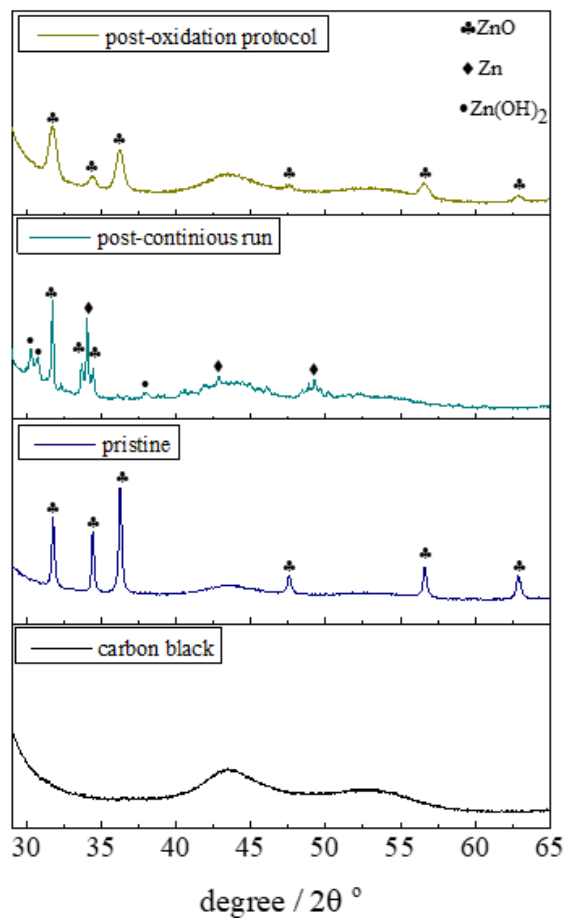 post-oxidation protocol
♣ZnO
♦ Zn
• Zn(OH)2
post-continious run
pristine
carbon black
30 35 40 45 50 55 60 65
degree / 2θ °